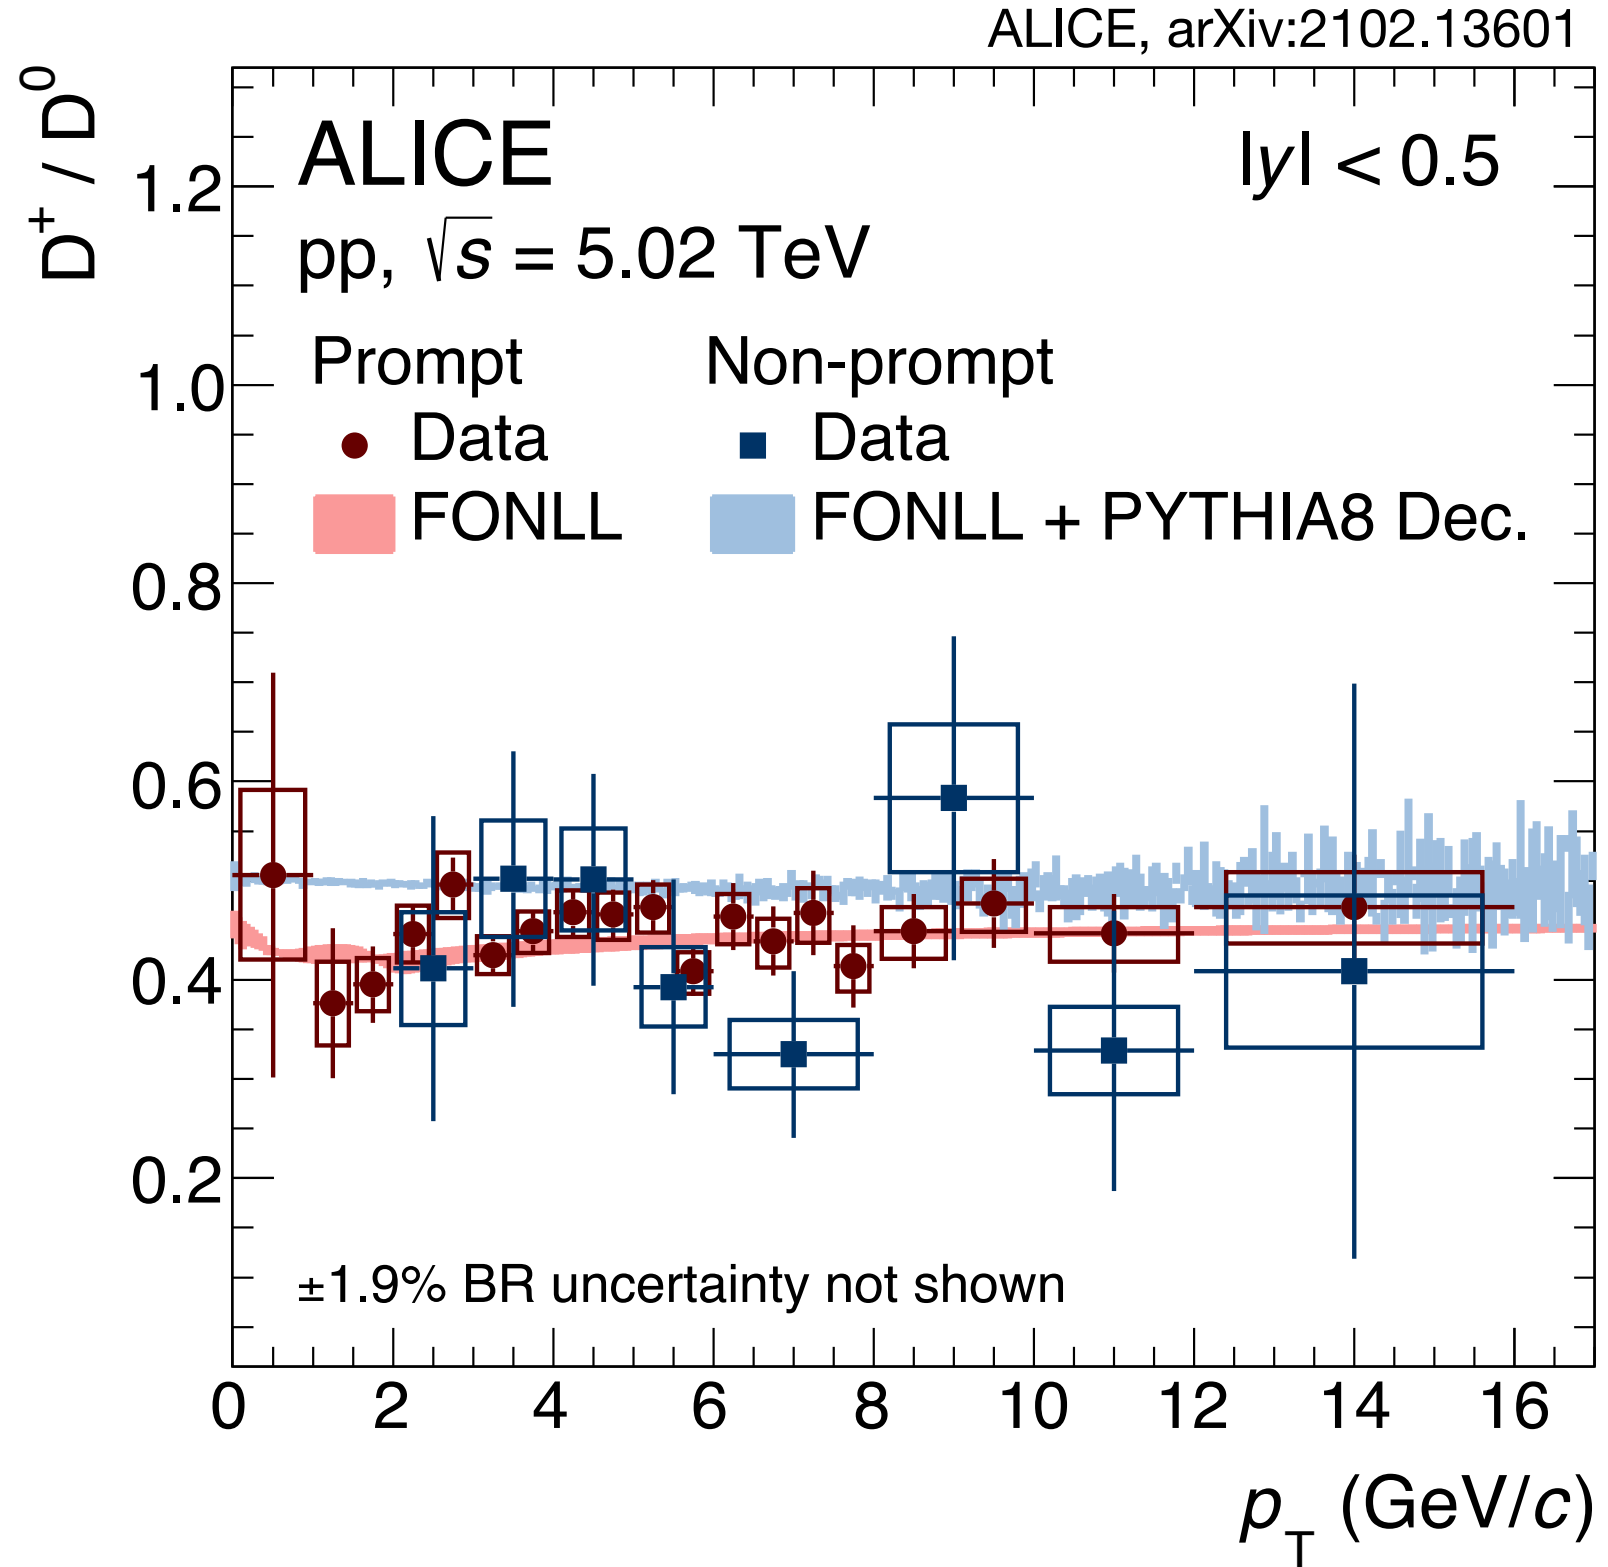 ALICE, arXiv:2102.13601
D⁺ / D⁰
ALICE
|y| < 0.5
pp, √s = 5.02 TeV
Prompt Non-prompt
Data Data
FONLL FONLL + PYTHIA8 Dec.
1.2
1.0
0.8
0.6
0.4
0.2
±1.9% BR uncertainty not shown
0 2 4 6 8 10 12 14 16
p_T (GeV/c)